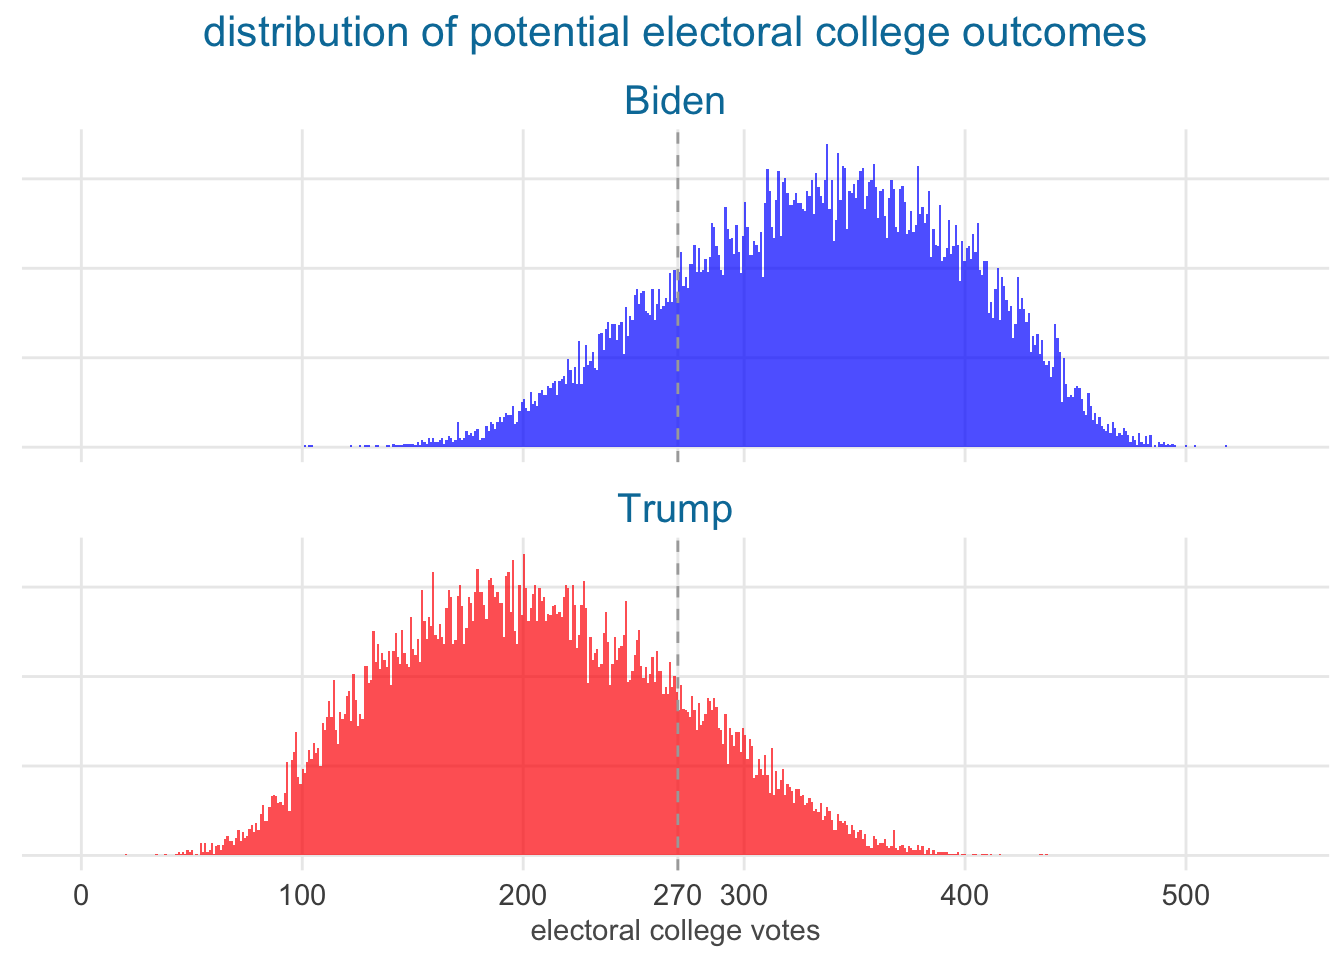 distribution of potential electoral college outcomes
Biden
Trump
0 100 200 270 300 400 500
electoral college votes